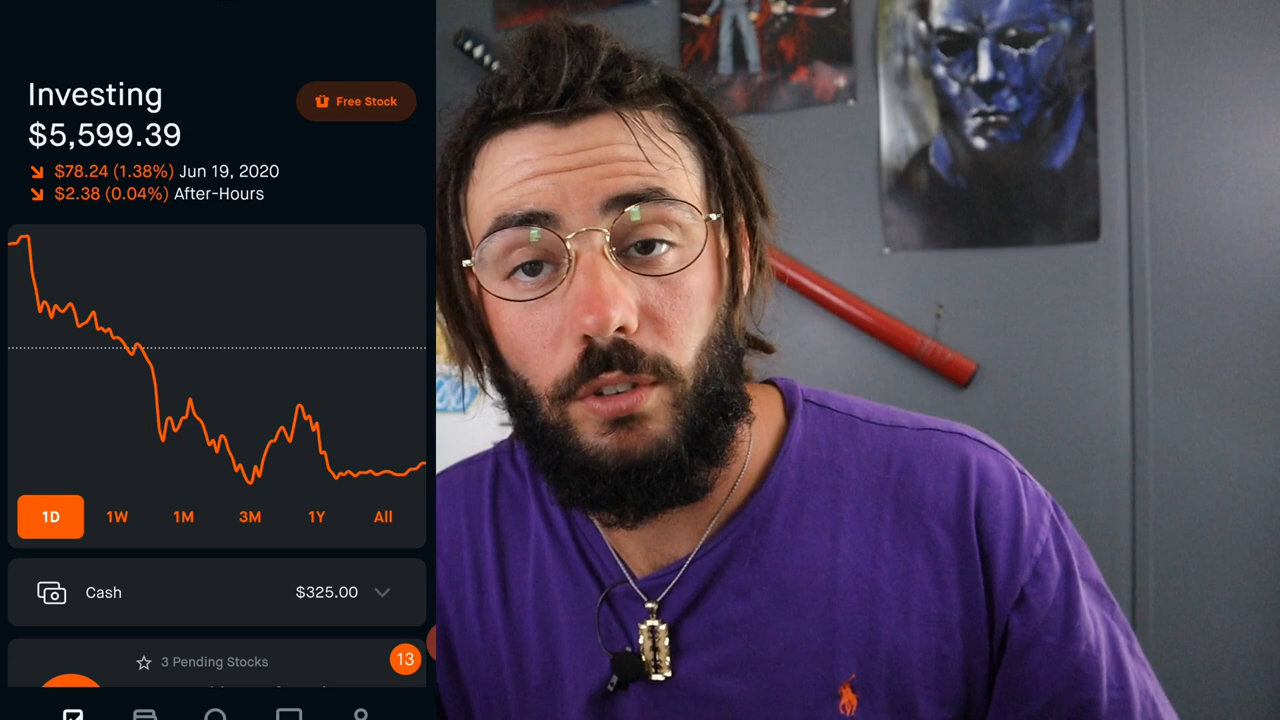 Investing
Free Stock
$5,599.39
$78.24 (1.38%) Jun 19, 2020
$2.38 (0.04%) After-Hours
1D 1W 1M 3M 1Y All
Cash $325.00
3 Pending Stocks 13